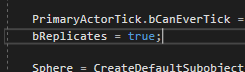 PrimaryActorTick.bCanEverTick =
bReplicates = true;
Sphere = CreateDefaultSubobject